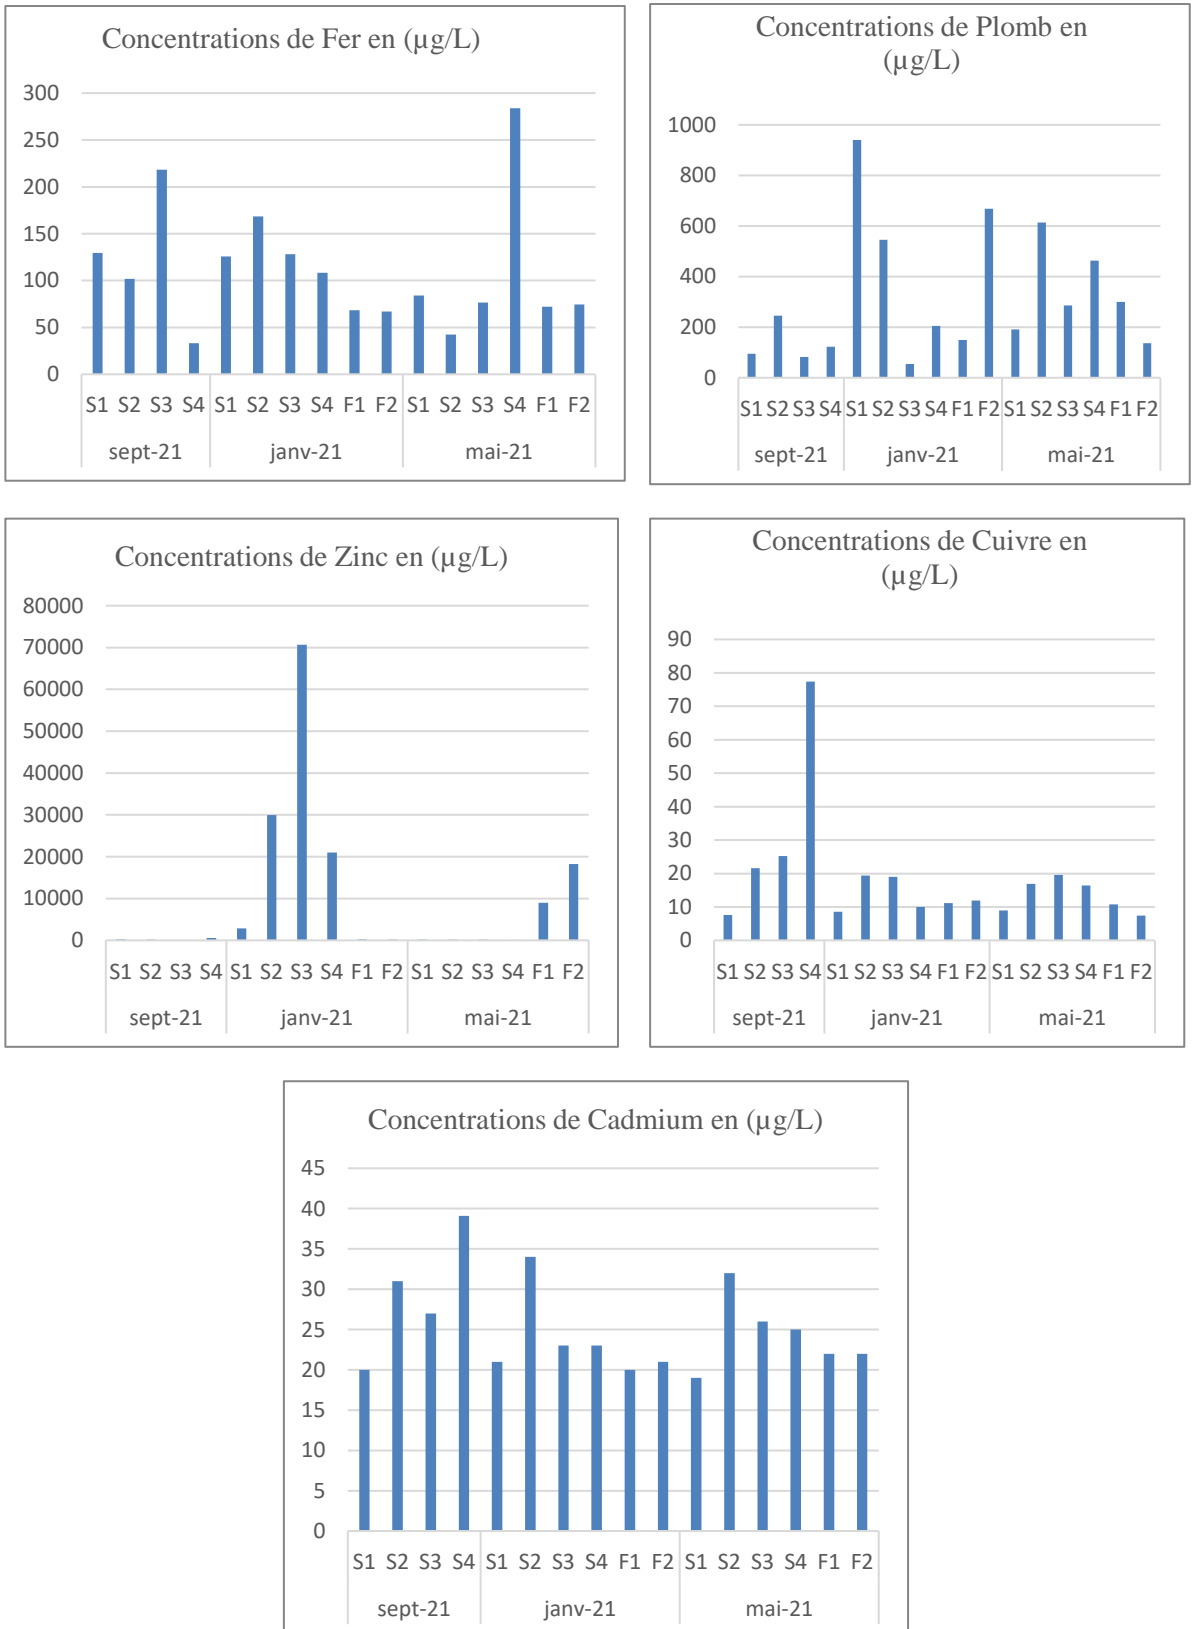 Concentrations de Fer en (µg/L)
300
250
200
150
100
50
0
S1 S2 S3 S4 S1 S2 S3 S4 F1 F2 S1 S2 S3 S4 F1 F2
sept-21 janv-21 mai-21
Concentrations de Plomb en
(µg/L)
1000
800
600
400
200
0
S1 S2 S3 S4 S1 S2 S3 S4 F1 F2 S1 S2 S3 S4 F1 F2
sept-21 janv-21 mai-21
Concentrations de Zinc en (µg/L)
80000
70000
60000
50000
40000
30000
20000
10000
0
S1 S2 S3 S4 S1 S2 S3 S4 F1 F2 S1 S2 S3 S4 F1 F2
sept-21 janv-21 mai-21
Concentrations de Cuivre en
(µg/L)
90
80
70
60
50
40
30
20
10
0
S1 S2 S3 S4 S1 S2 S3 S4 F1 F2 S1 S2 S3 S4 F1 F2
sept-21 janv-21 mai-21
Concentrations de Cadmium en (µg/L)
45
40
35
30
25
20
15
10
5
0
S1 S2 S3 S4 S1 S2 S3 S4 F1 F2 S1 S2 S3 S4 F1 F2
sept-21 janv-21 mai-21